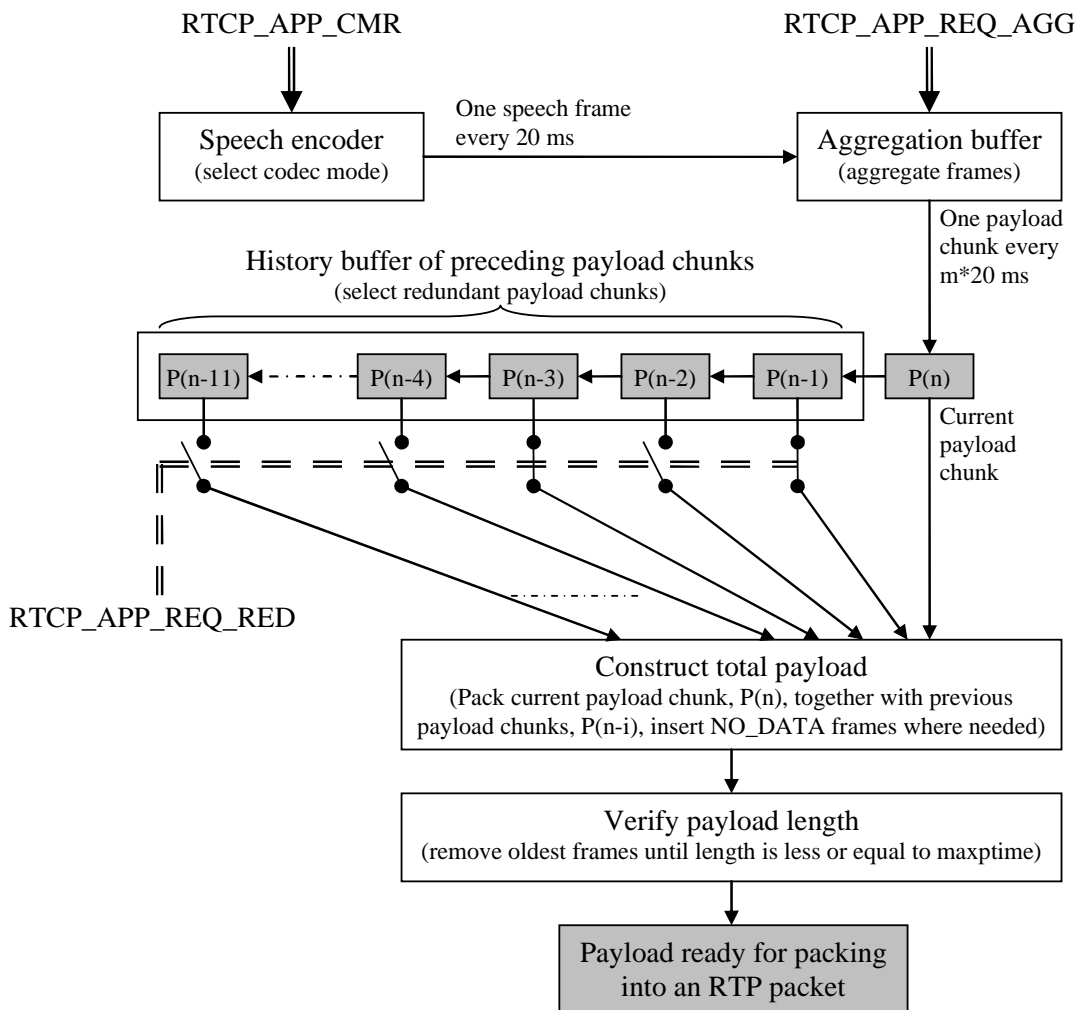 RTCP_APP_CMR
RTCP_APP_REQ_AGG
One speech frame
every 20 ms
Speech encoder
(select codec mode)
Aggregation buffer
(aggregate frames)
One payload
chunk every
m*20 ms
History buffer of preceding payload chunks
(select redundant payload chunks)
P(n-11)
P(n-4)
P(n-3)
P(n-2)
P(n-1)
P(n)
Current
payload
chunk
RTCP_APP_REQ_RED
Construct total payload
(Pack current payload chunk, P(n), together with previous
payload chunks, P(n-i), insert NO_DATA frames where needed)
Verify payload length
(remove oldest frames until length is less or equal to maxptime)
Payload ready for packing
into an RTP packet